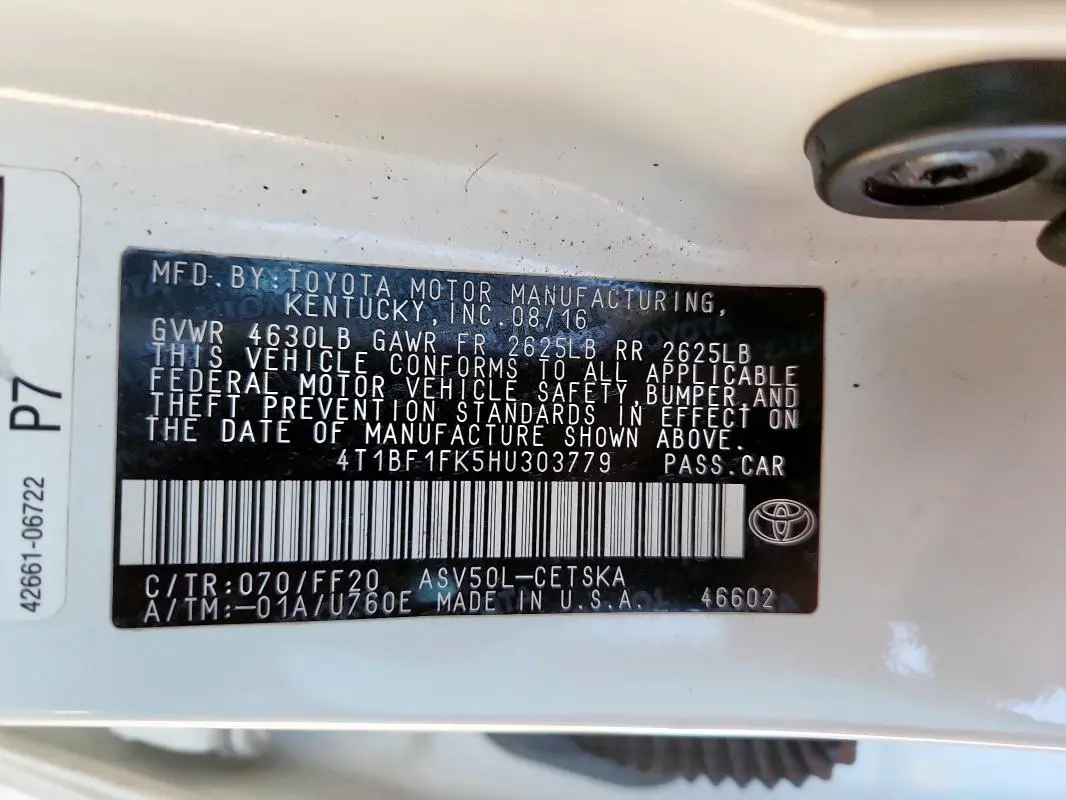 MFD. BY: TOYOTA MOTOR MANUFACTURING,
KENTUCKY, INC. 08/16
GVWR 4630LB GAWR FR 2625LB RR 2625LB
THIS VEHICLE CONFORMS TO ALL APPLICABLE
FEDERAL MOTOR VEHICLE SAFETY, BUMPER, AND
THEFT PREVENTION STANDARDS IN EFFECT ON
THE DATE OF MANUFACTURE SHOWN ABOVE.
4T1BF1FK5HU303779 PASS.CAR
C/TR:070/FF20 ASV50L-CETSKA
A/TM:-01A/U760E MADE IN U.S.A. 46602
P7
42661-06722